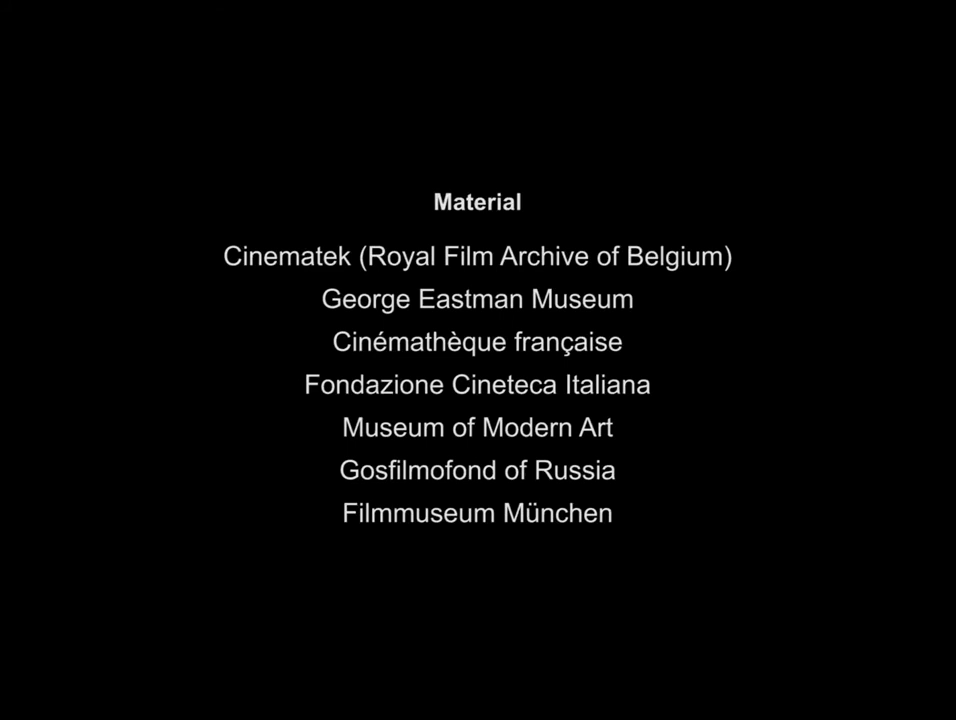 Material
Cinematek (Royal Film Archive of Belgium)
George Eastman Museum
Cinémathèque française
Fondazione Cineteca Italiana
Museum of Modern Art
Gosfilmofond of Russia
Filmmuseum München